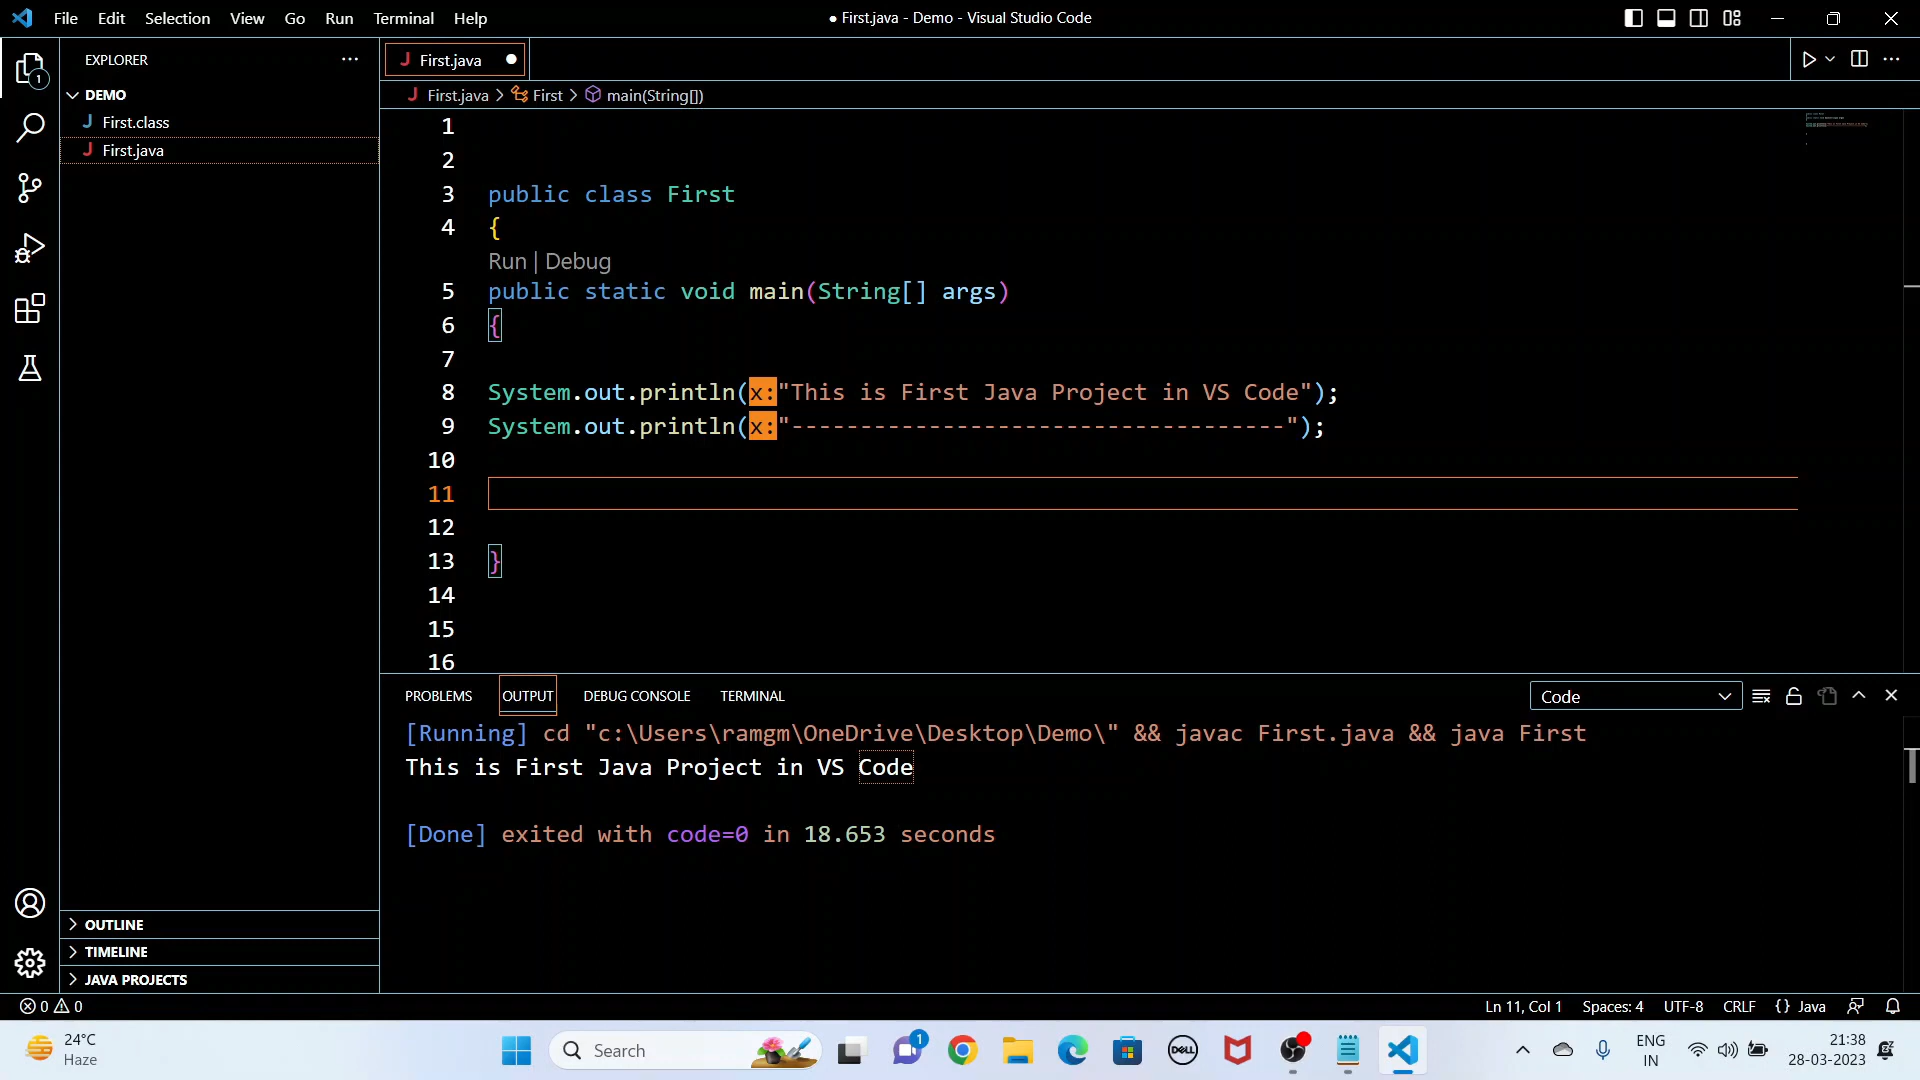 File Edit Selection View Go Run Terminal Help
● First.java - Demo - Visual Studio Code
1
EXPLORER
DEMO
J First.class
J First.java
OUTLINE
TIMELINE
JAVA PROJECTS
J First.java ●
J First.java > First > main(String[])
1
2
3 public class First
4 {
Run | Debug
5 public static void main(String[] args)
6 {
7
8 System.out.println(x:"This is First Java Project in VS Code");
9 System.out.println(x:"------------------------------------");
10
11
12
13 }
14
15
16
PROBLEMS OUTPUT DEBUG CONSOLE TERMINAL
Code
[Running] cd "c:\Users\ramgm\OneDrive\Desktop\Demo\" && javac First.java && java First
This is First Java Project in VS Code
[Done] exited with code=0 in 18.653 seconds
0 0
Ln 11, Col 1 Spaces: 4 UTF-8 CRLF {} Java
24°C
Haze
Search
1
DELL
ENG
IN
21:38
28-03-2023